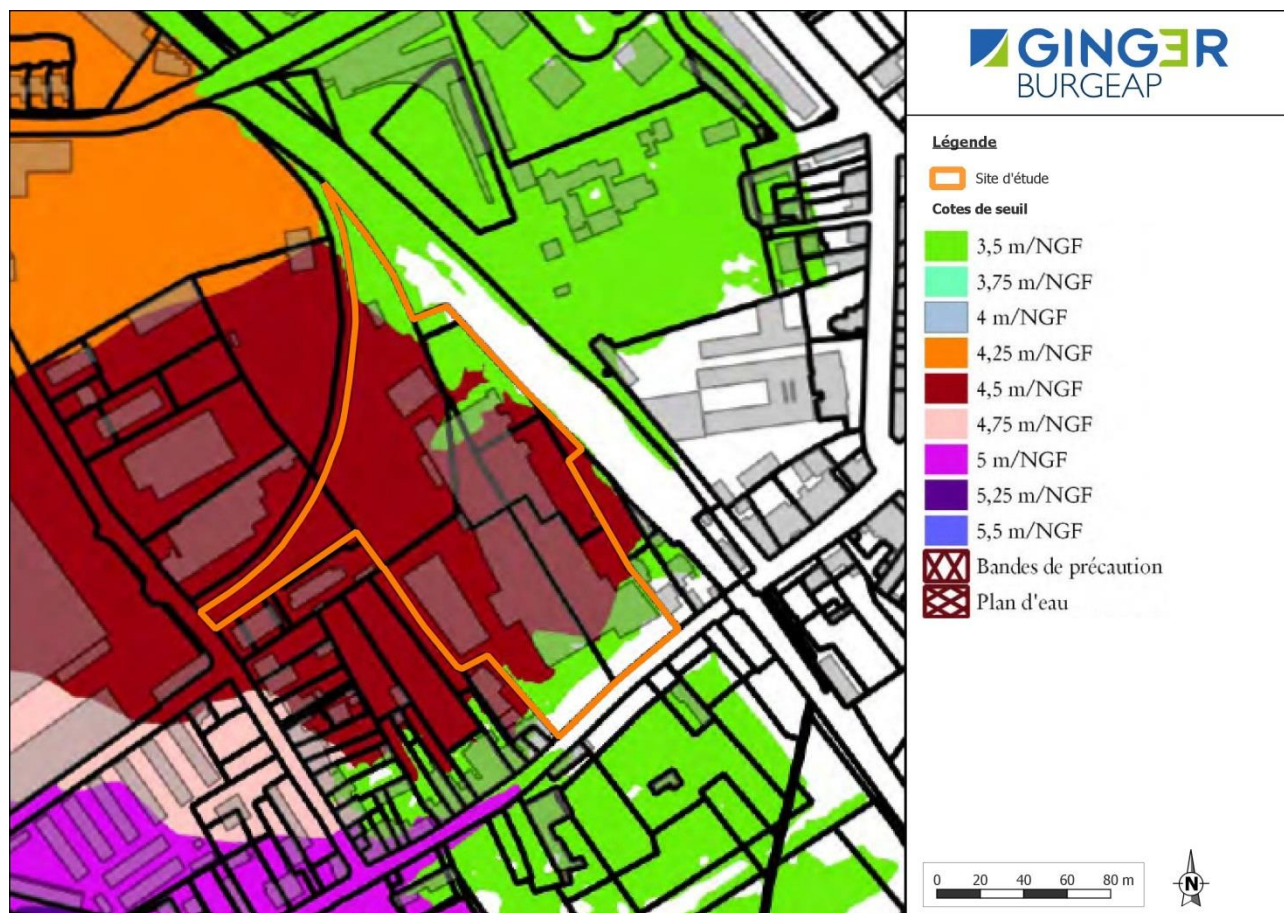 GINGER
BURGEAP
Légende
Site d'étude
Cotes de seuil
3,5 m/NGF
3,75 m/NGF
4 m/NGF
4,25 m/NGF
4,5 m/NGF
4,75 m/NGF
5 m/NGF
5,25 m/NGF
5,5 m/NGF
Bandes de précaution
Plan d'eau
0 20 40 60 80 m
N